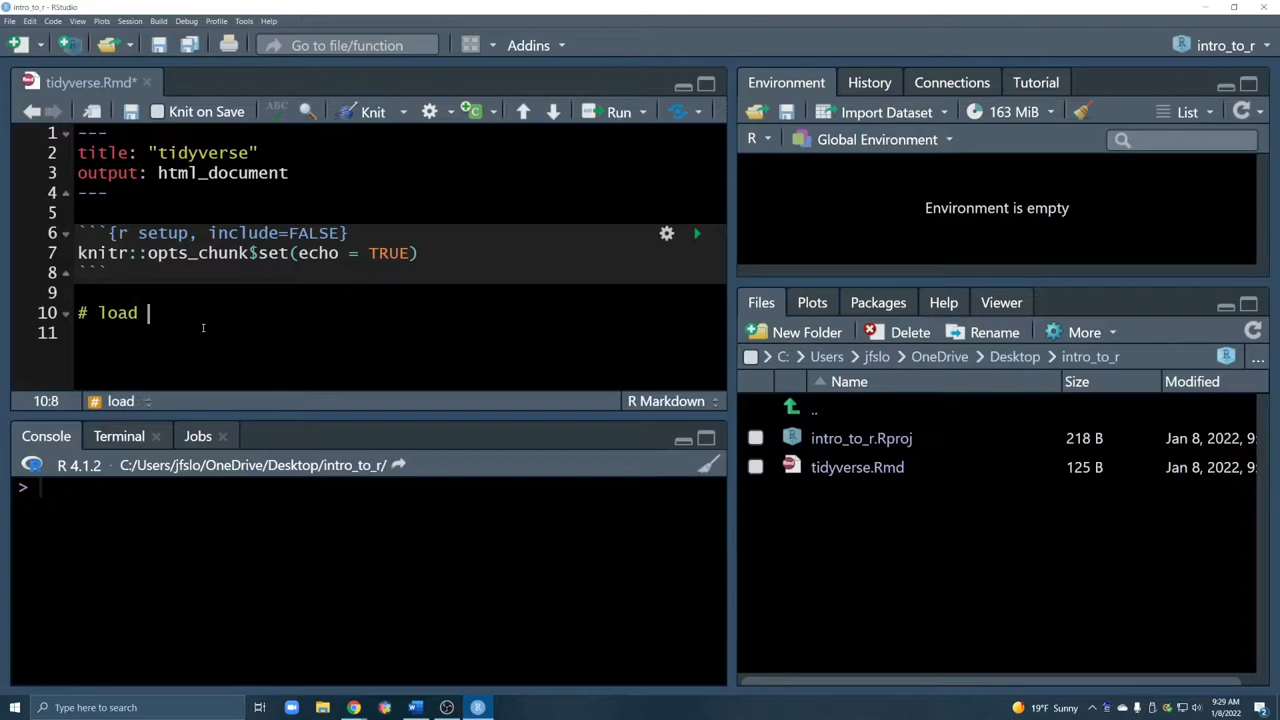 intro_to_r - RStudio
File Edit Code View Plots Session Build Debug Profile Tools Help
Go to file/function Addins intro_to_r
tidyverse.Rmd*
Knit on Save ABC Knit Run
1 ---
2 title: "tidyverse"
3 output: html_document
4 ---
5
6 ```{r setup, include=FALSE}
7 knitr::opts_chunk$set(echo = TRUE)
8 ```
9
10 # load
11
10:8 # load R Markdown
Console Terminal Jobs
R 4.1.2 · C:/Users/jfslo/OneDrive/Desktop/intro_to_r/
>
Environment History Connections Tutorial
Import Dataset 163 MiB List
R Global Environment
Environment is empty
Files Plots Packages Help Viewer
New Folder Delete Rename More
C: Users jfslo OneDrive Desktop intro_to_r ...
Name Size Modified
..
intro_to_r.Rproj 218 B Jan 8, 2022, 9:
tidyverse.Rmd 125 B Jan 8, 2022, 9:
Type here to search 19°F Sunny 9:29 AM
1/8/2022 2